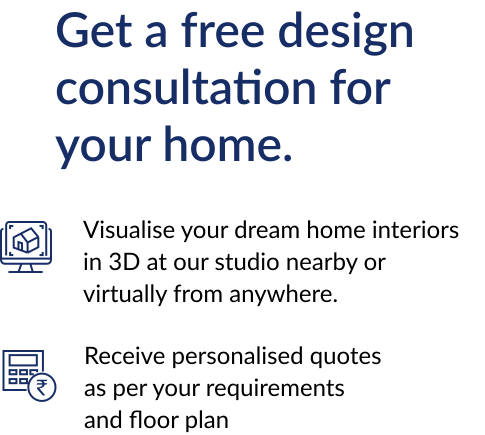 Get a free design
consultation for
your home.
Visualise your dream home interiors
in 3D at our studio nearby or
virtually from anywhere.
Receive personalised quotes
as per your requirements
and floor plan
₹